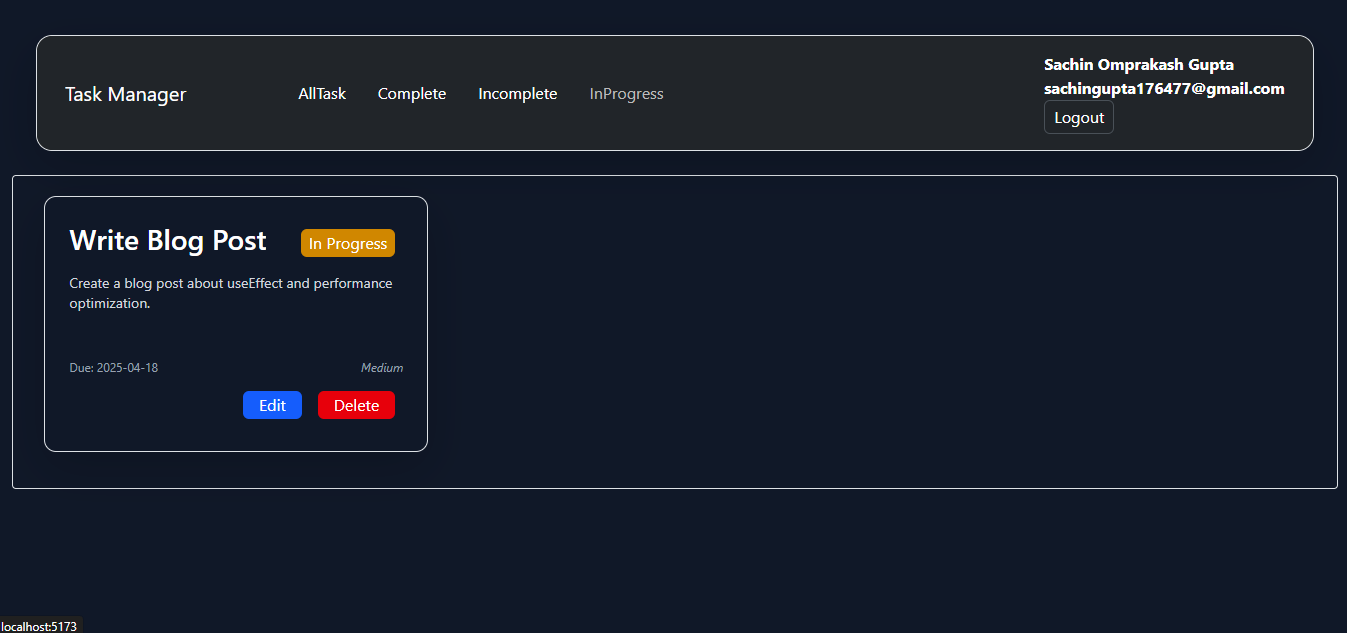 Task Manager
AllTask
Complete
Incomplete
InProgress
Sachin Omprakash Gupta
sachingupta176477@gmail.com
Logout
Write Blog Post
In Progress
Create a blog post about useEffect and performance
optimization.
Due: 2025-04-18
Medium
Edit
Delete
localhost:5173